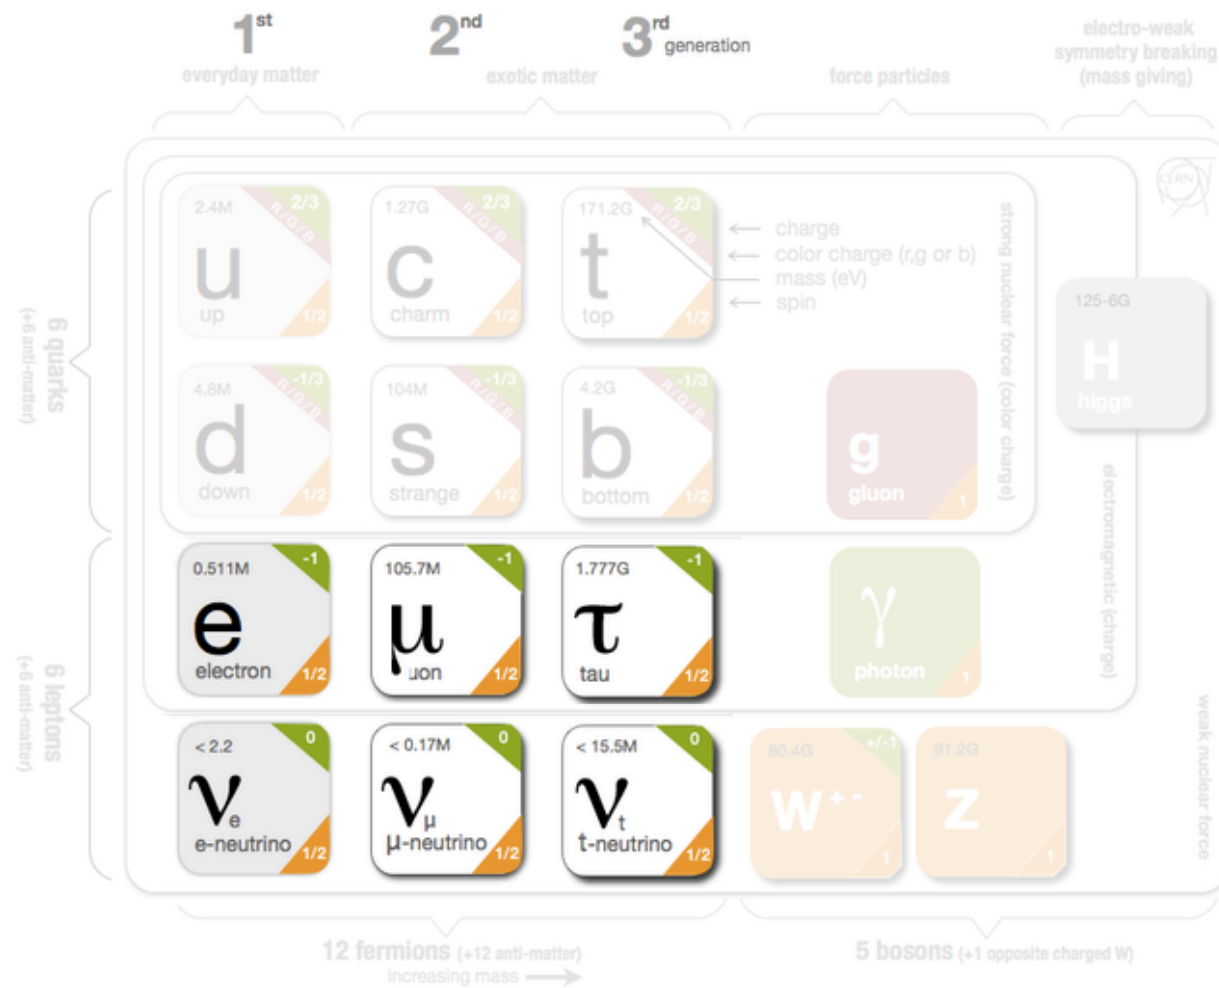 1st
2nd
3rd generation
everyday matter
exotic matter
force particles
electro-weak
symmetry breaking
(mass giving)
CERN
6 quarks
(+6 anti-matter)
2.4M
2/3
R/G/B
u
up
1/2
1.27G
2/3
R/G/B
c
charm
1/2
171.2G
2/3
R/G/B
t
top
1/2
charge
color charge (r,g or b)
mass (eV)
spin
strong nuclear force (color charge)
125-6G
H
higgs
4.8M
-1/3
R/G/B
d
down
1/2
104M
-1/3
R/G/B
s
strange
1/2
4.2G
-1/3
R/G/B
b
bottom
1/2
g
gluon
1
electromagnetic (charge)
6 leptons
(+6 anti-matter)
0.511M
-1
e
electron
1/2
105.7M
-1
μ
uon
1/2
1.777G
-1
τ
tau
1/2
γ
photon
1
weak nuclear force
< 2.2
0
νe
e-neutrino
1/2
< 0.17M
0
νμ
μ-neutrino
1/2
< 15.5M
0
νt
t-neutrino
1/2
80.4G
+/-1
W+-
1
91.2G
Z
1
12 fermions (+12 anti-matter)
increasing mass
5 bosons (+1 opposite charged W)